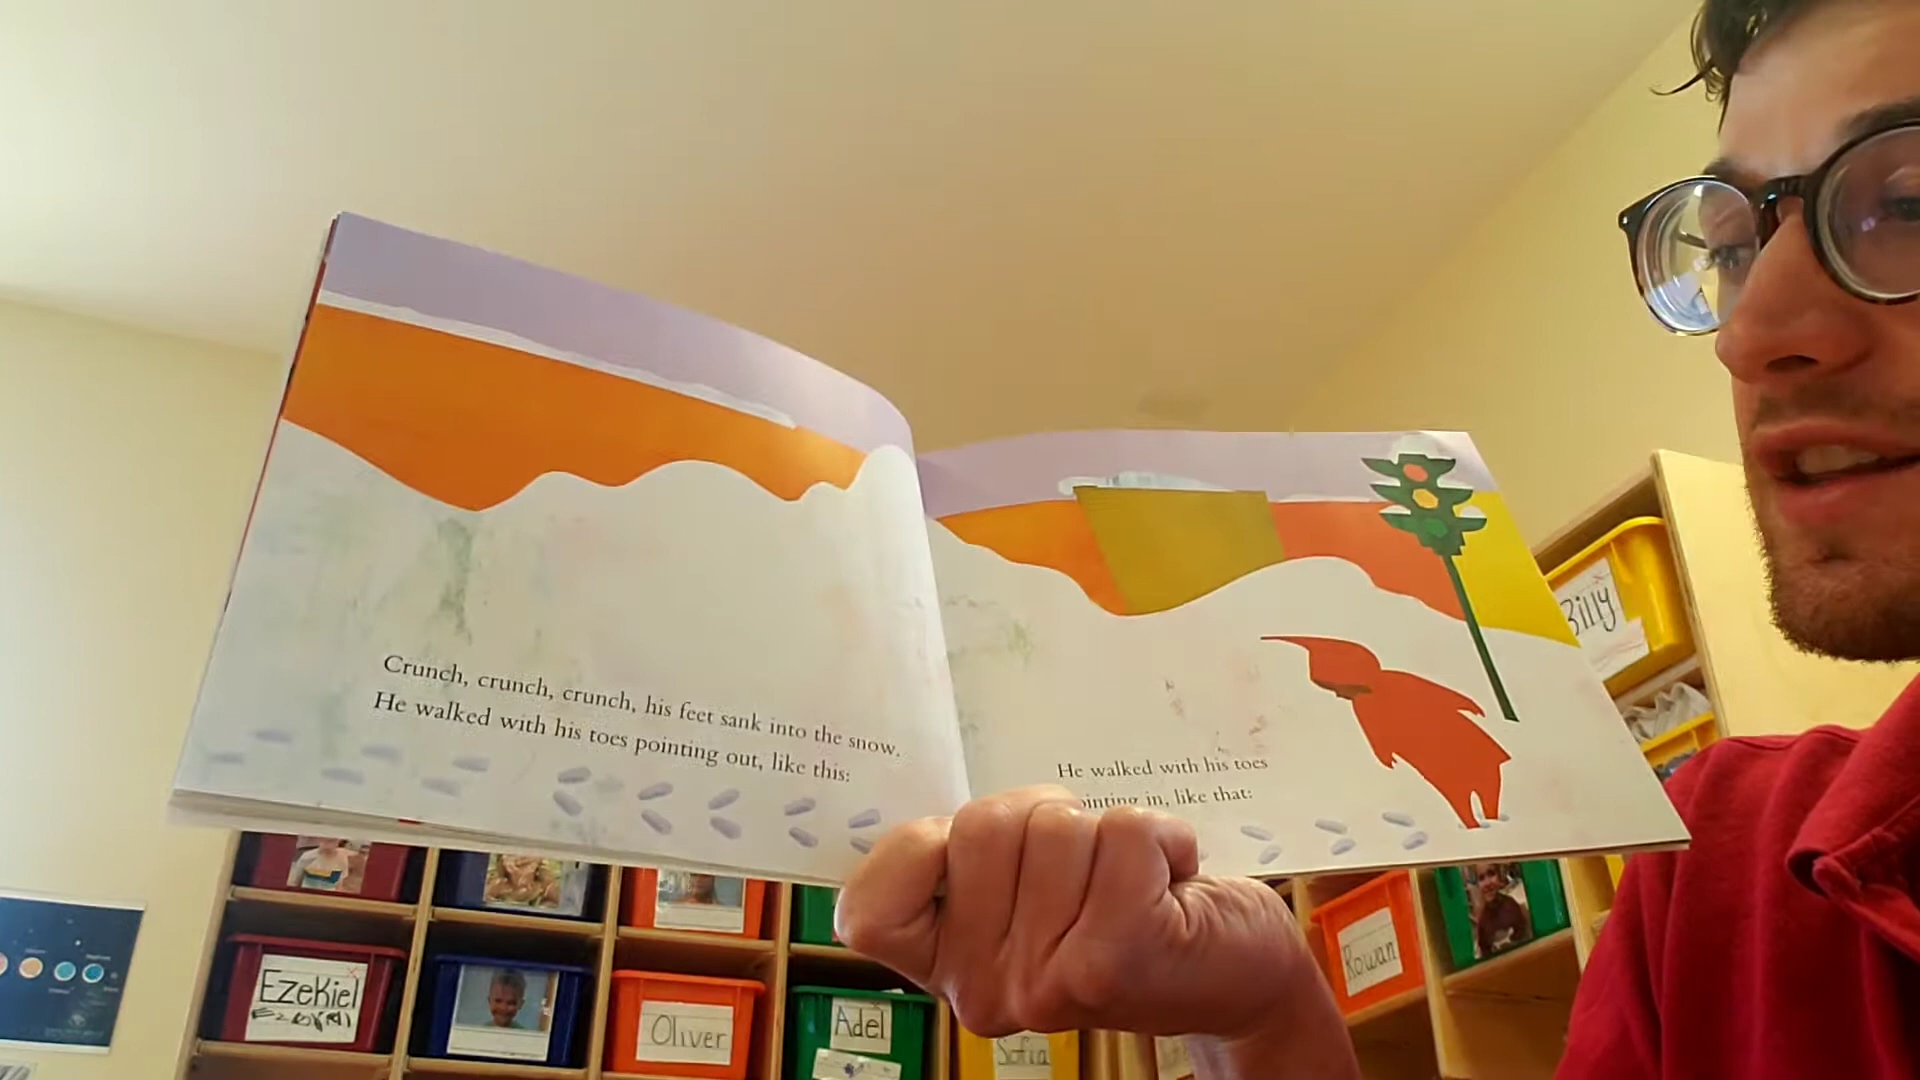 Crunch, crunch, crunch, his feet sank into the snow.
He walked with his toes pointing out, like this:
He walked with his toes
in, like that:
Billy
Rowan
Ezekiel
Oliver
Adel
Sofia